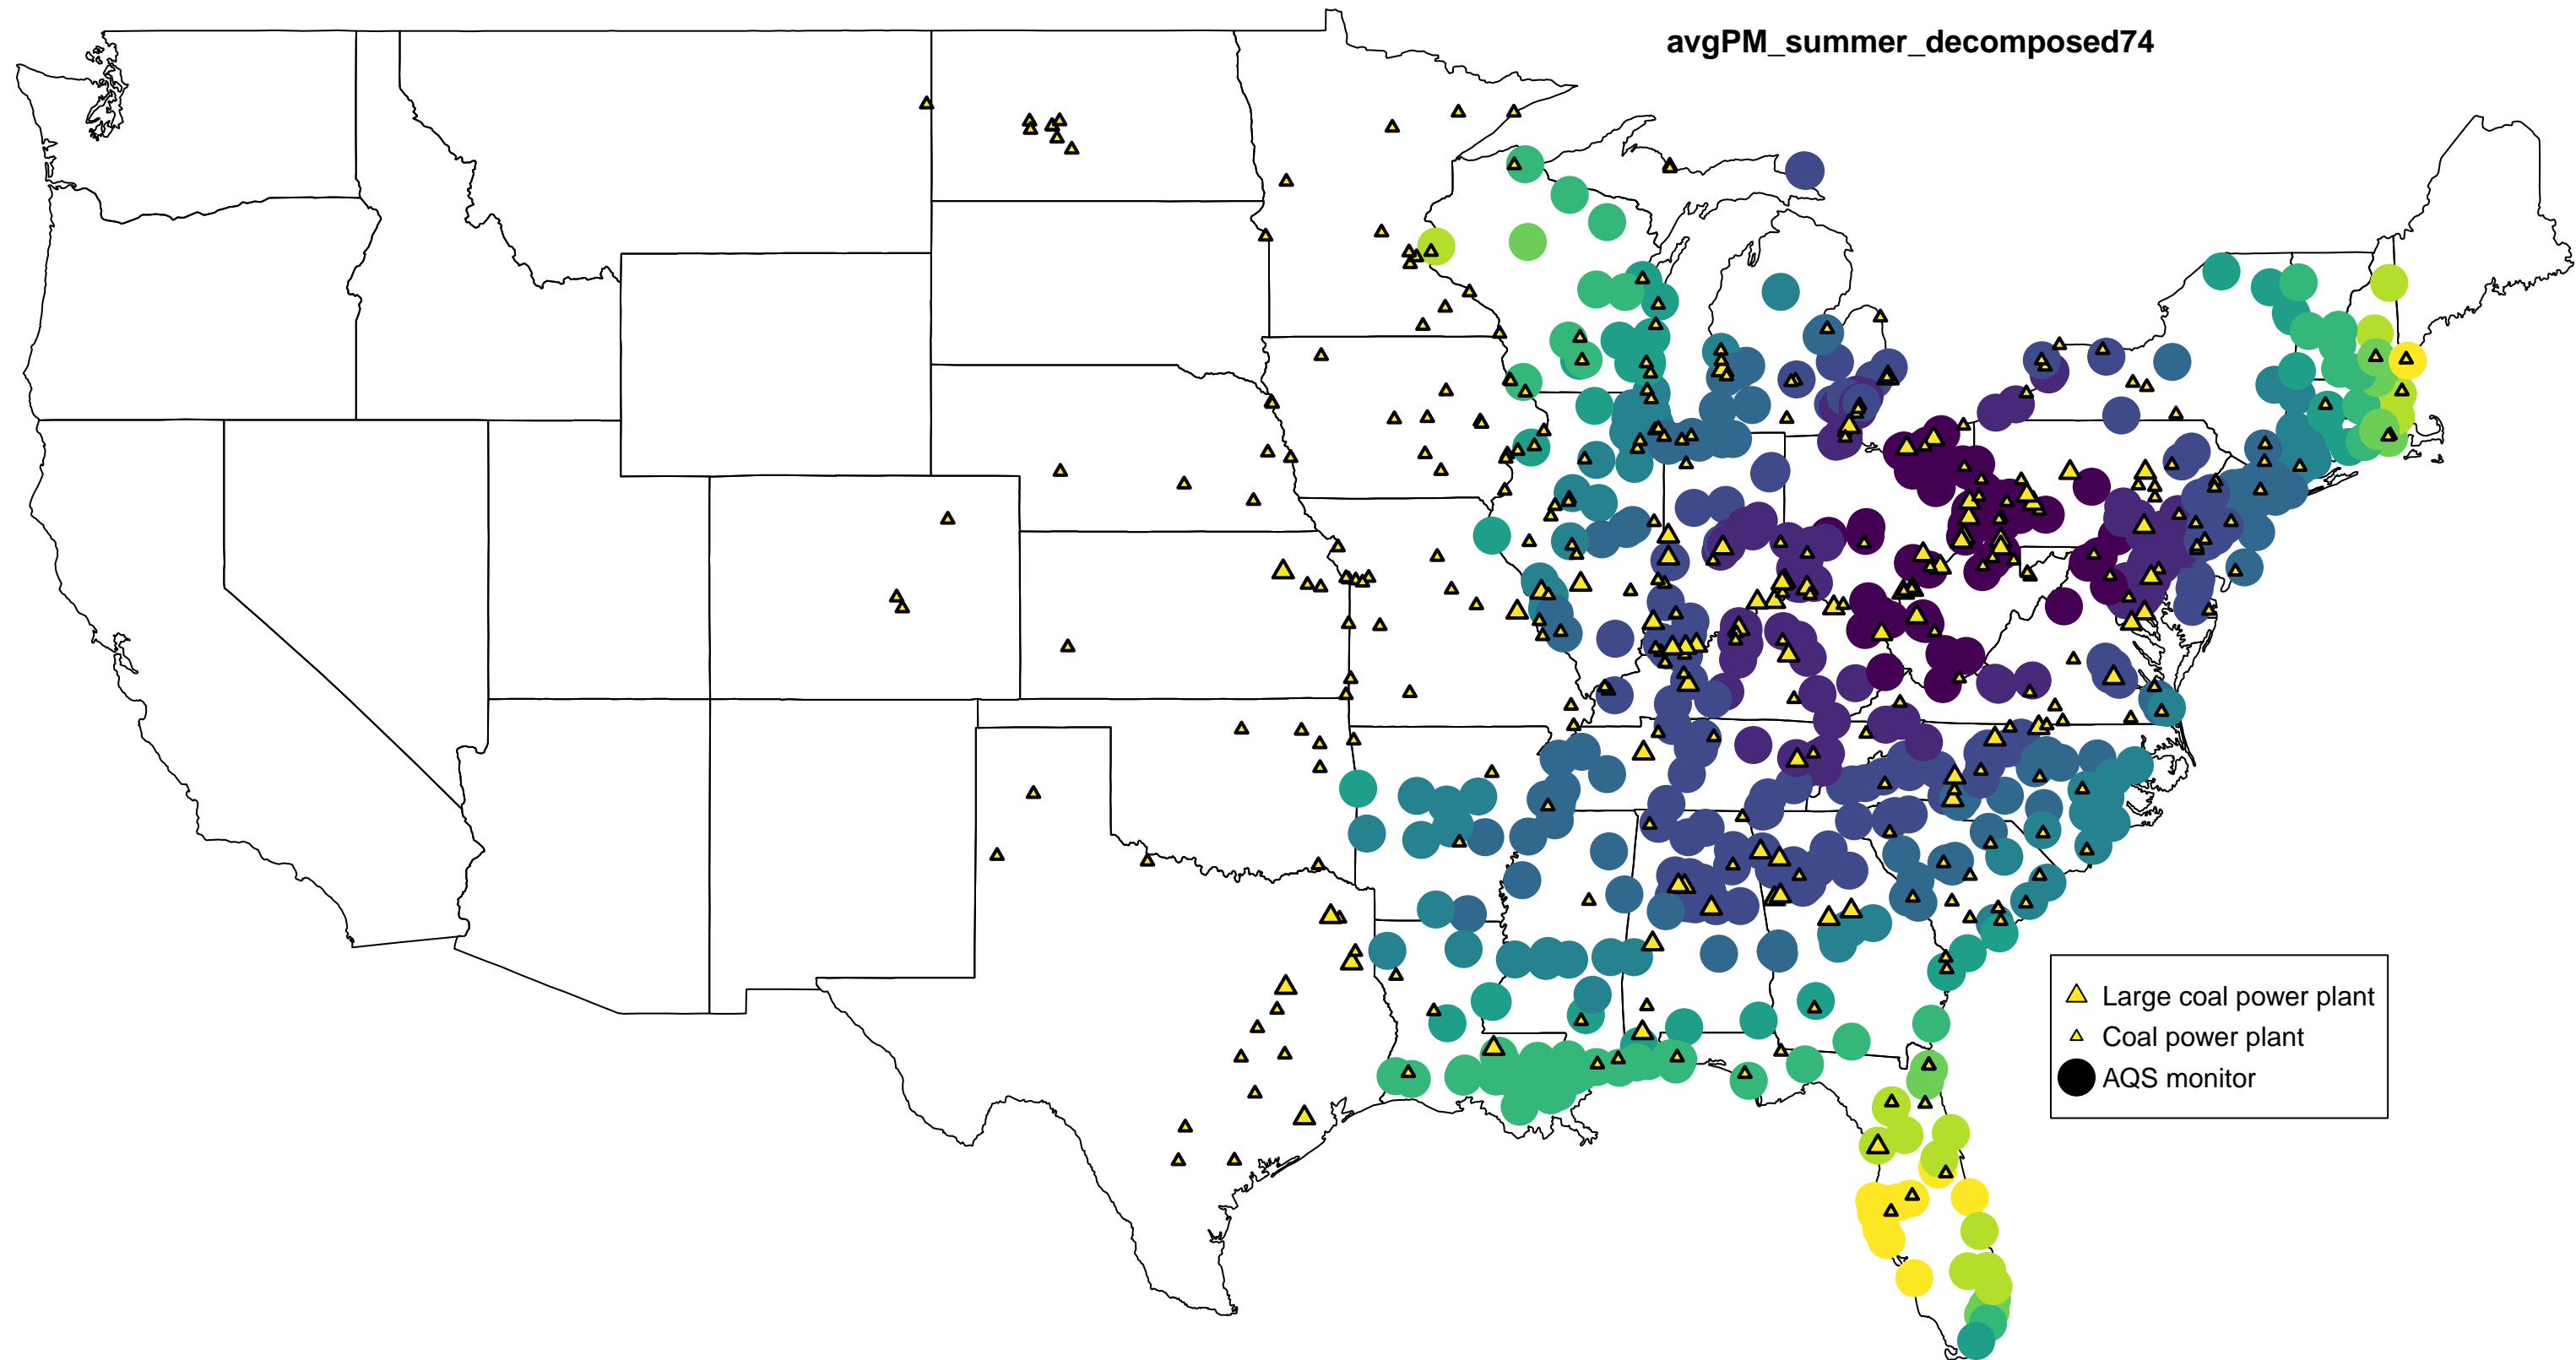 avgPM_summer_decomposed74
Large coal power plant
Coal power plant
AQS monitor